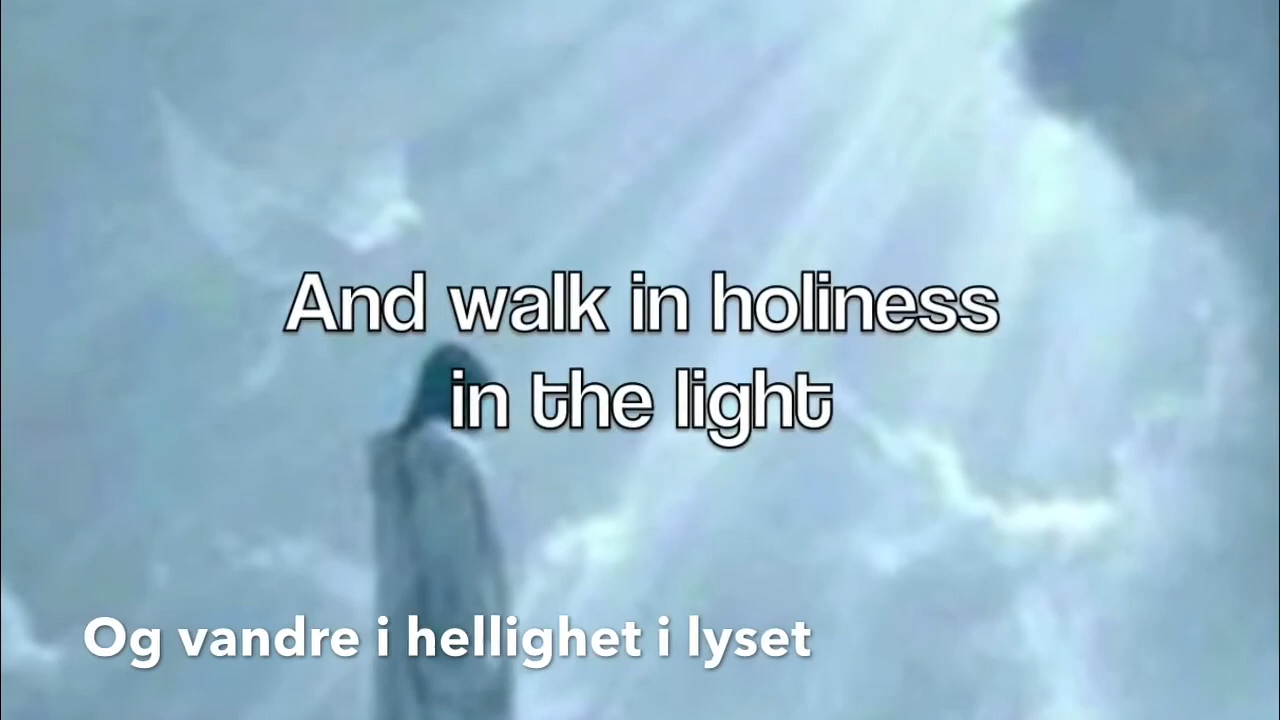 And walk in holiness
in the light
Og vandre i hellighet i lyset